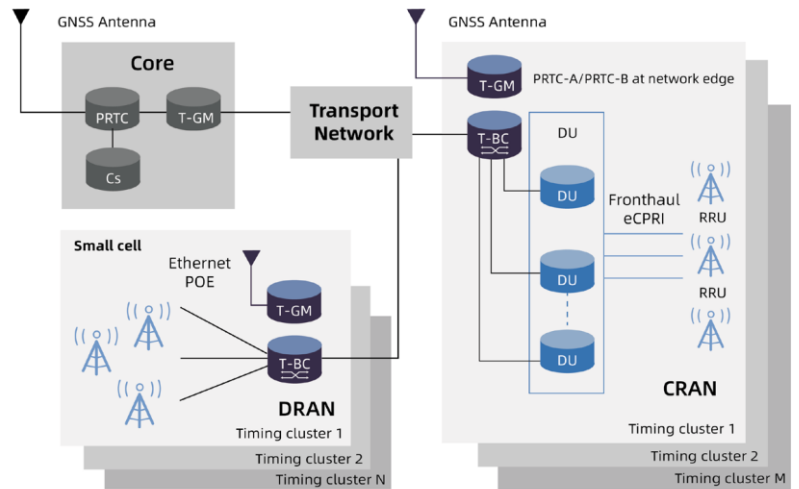 GNSS Antenna
Core
PRTC
T-GM
Cs
Transport
Network
GNSS Antenna
T-GM
PRTC-A/PRTC-B at network edge
T-BC
DU
DU
DU
DU
Fronthaul
eCPRI
RRU
RRU
RRU
CRAN
Timing cluster 1
Timing cluster 2
Timing cluster M
Small cell
Ethernet
POE
T-GM
T-BC
DRAN
Timing cluster 1
Timing cluster 2
Timing cluster N